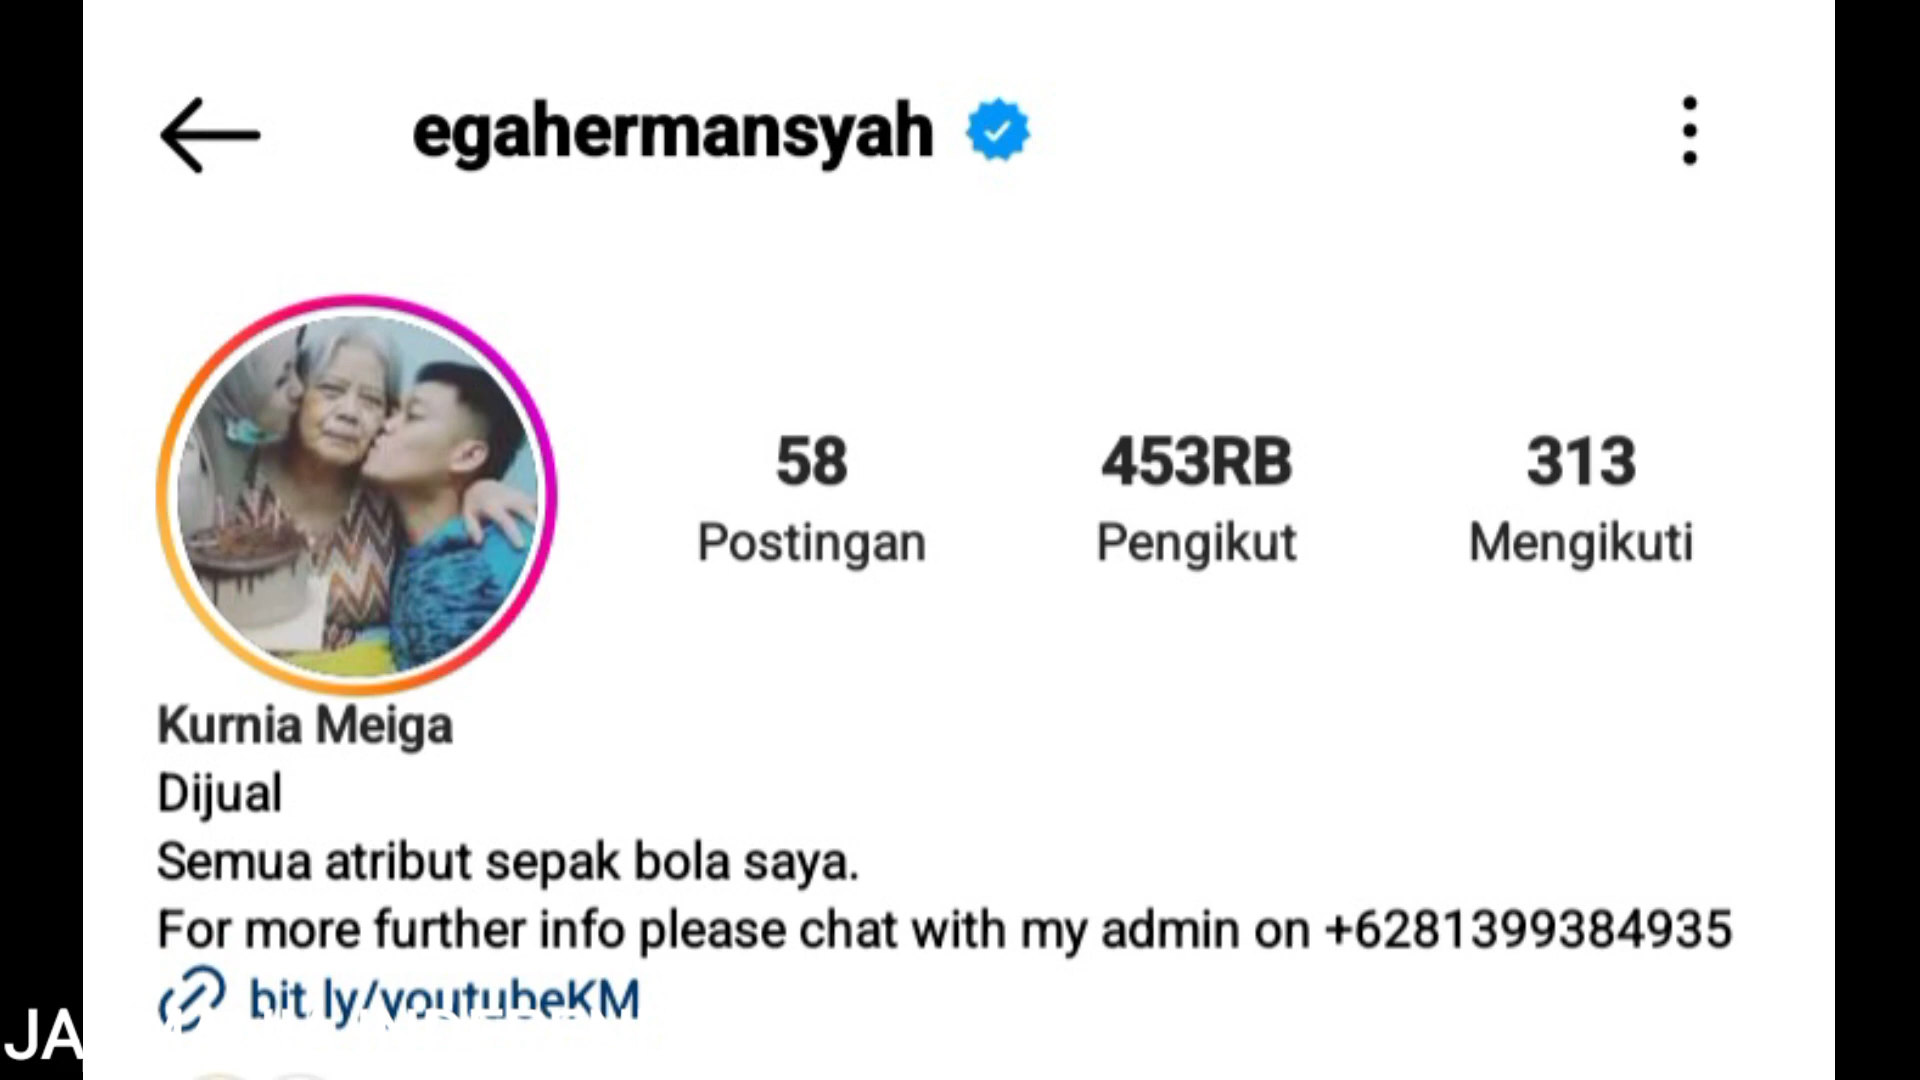 egahermansyah
58
453RB
313
Postingan
Pengikut
Mengikuti
Kurnia Meiga
Dijual
Semua atribut sepak bola saya.
For more further info please chat with my admin on +6281399384935
bit.ly/youtubeKM
JA